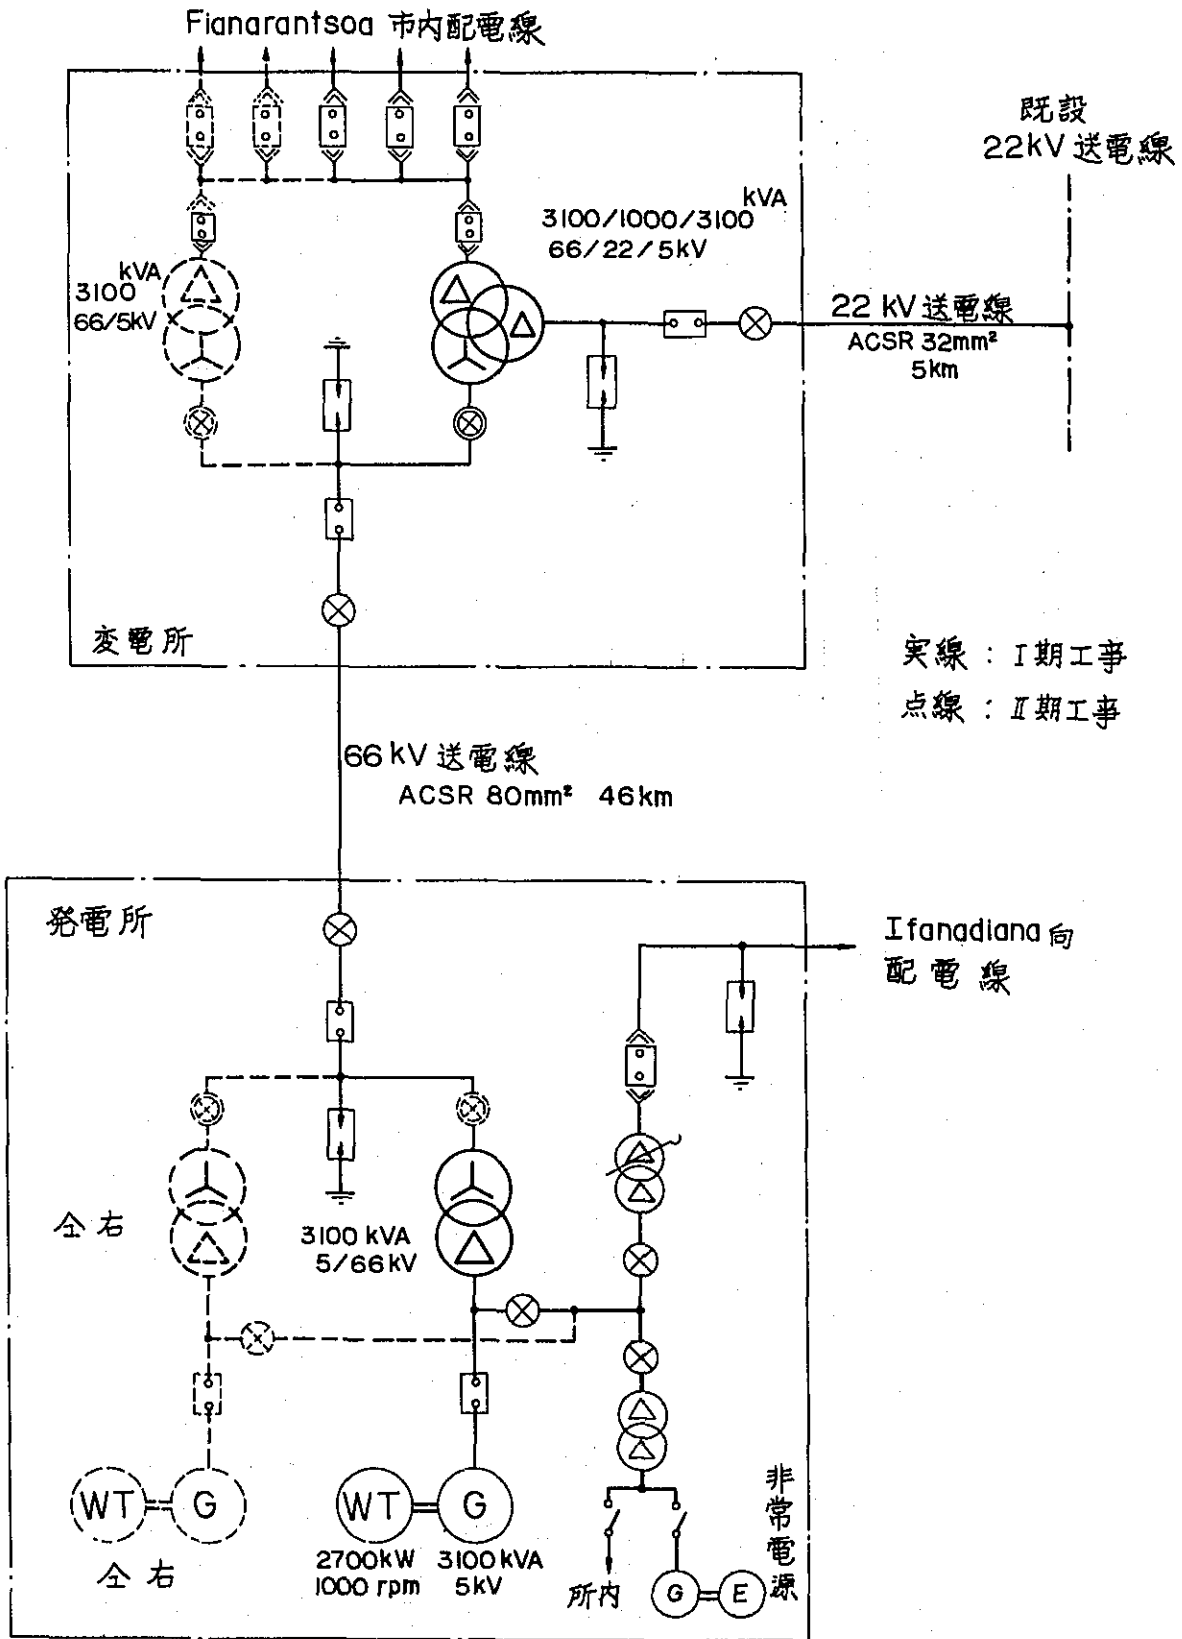 Fianarantsoa 市内配電線
既設
22kV 送電線
kVA
3100/1000/3100
66/22/5kV
kVA
3100
66/5kV
22 kV 送電線
ACSR 32mm²
5km
変電所
実線 : I期工事
点線 : II期工事
66 kV 送電線
ACSR 80mm² 46km
発電所
Ifanadiana 向
配電線
仝右
3100 kVA
5/66kV
WT G
仝右
WT G
2700kW 3100 kVA
1000 rpm 5kV
所内
G E
非常電源